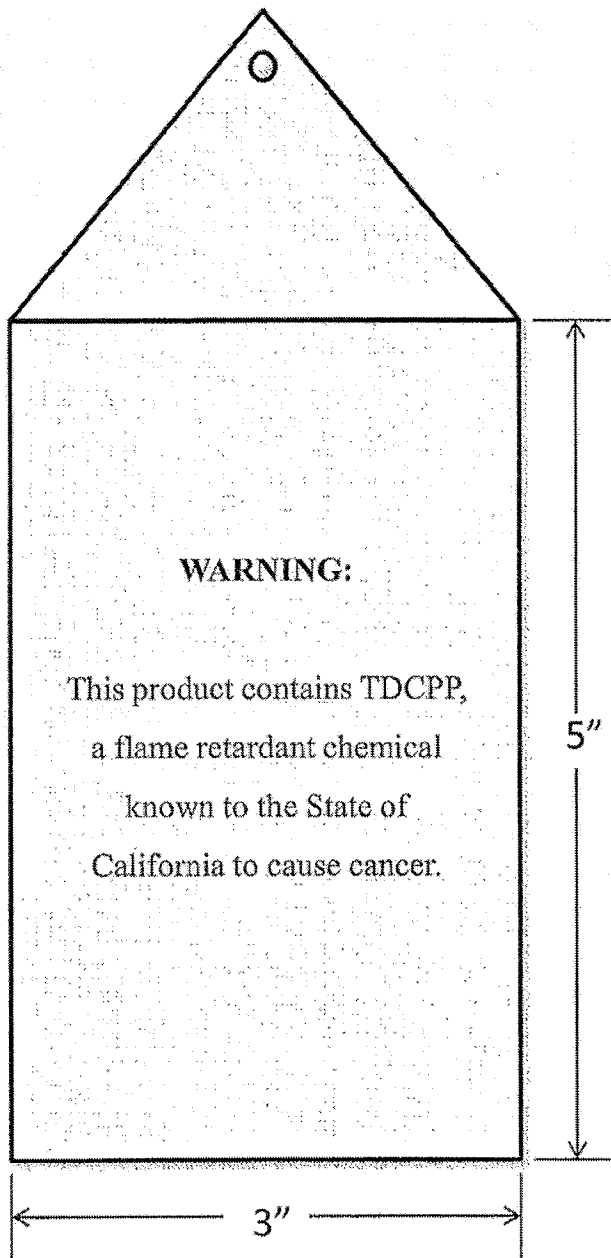 WARNING:
This product contains TDCPP,
a flame retardant chemical
known to the State of
California to cause cancer.
5"
3"